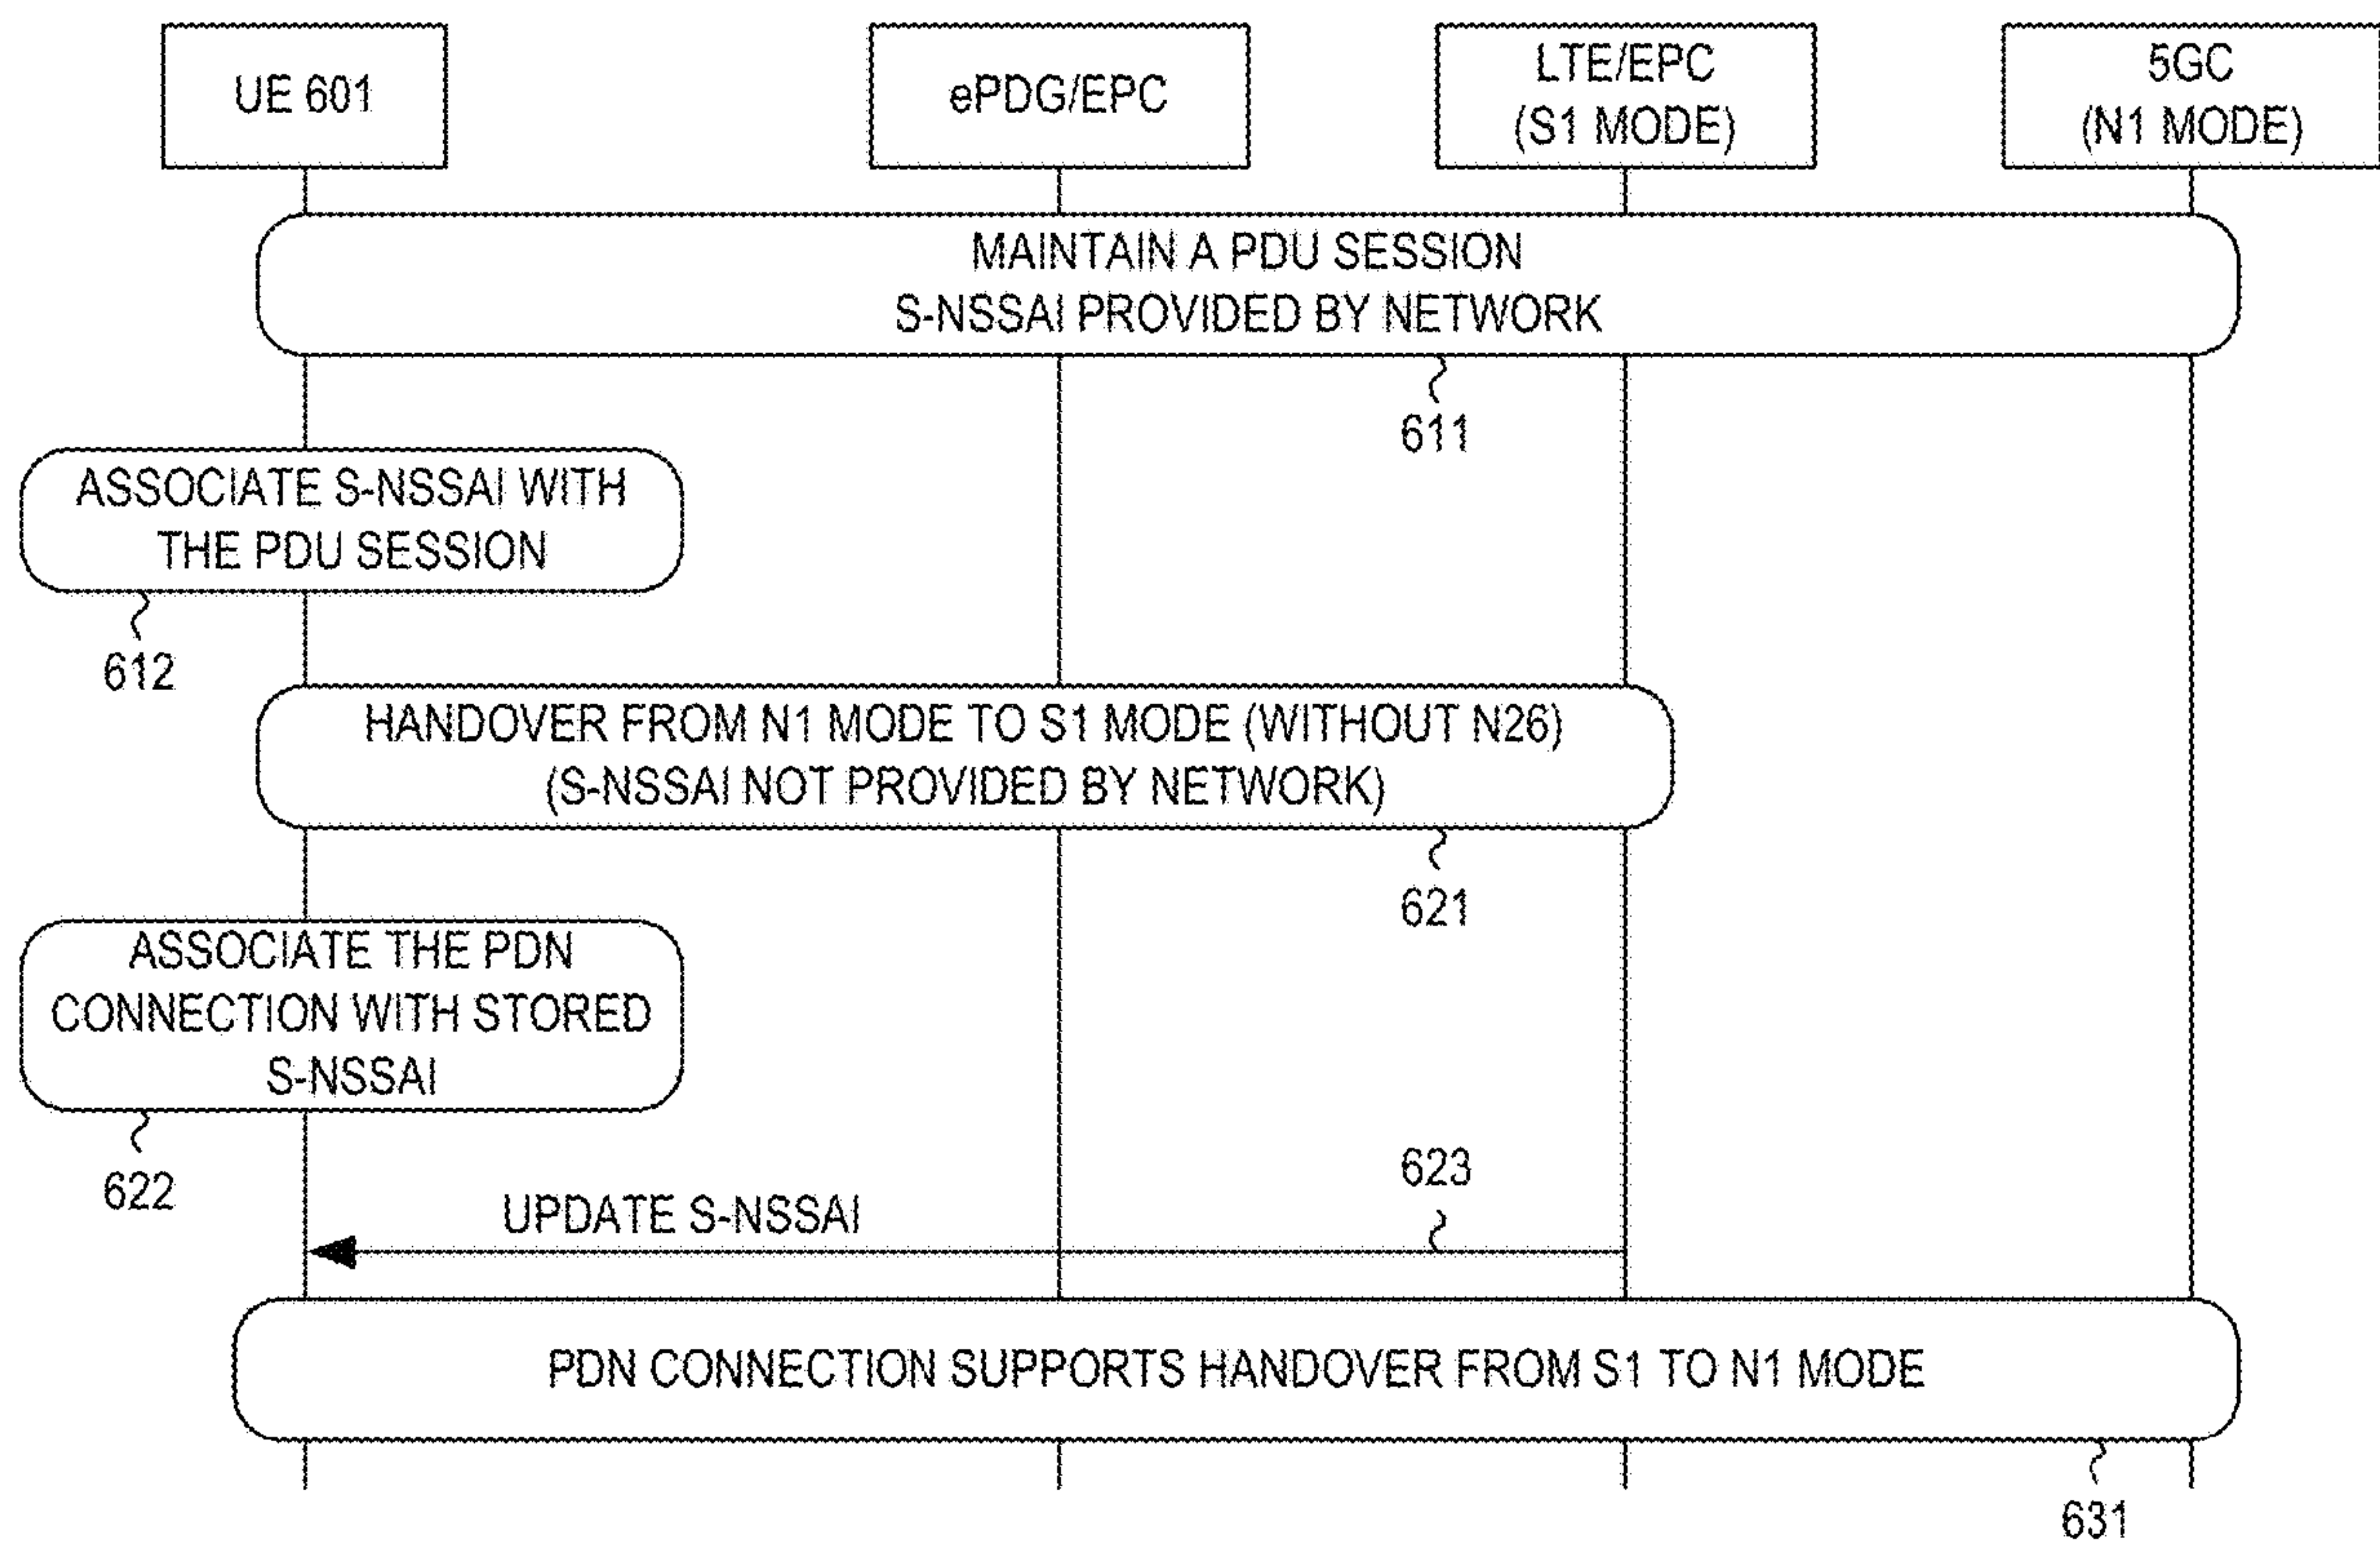 UE 601
ePDG/EPC
LTE/EPC
(S1 MODE)
5GC
(N1 MODE)
MAINTAIN A PDU SESSION
S-NSSAI PROVIDED BY NETWORK
611
ASSOCIATE S-NSSAI WITH
THE PDU SESSION
612
HANDOVER FROM N1 MODE TO S1 MODE (WITHOUT N26)
(S-NSSAI NOT PROVIDED BY NETWORK)
621
ASSOCIATE THE PDN
CONNECTION WITH STORED
S-NSSAI
622
623
UPDATE S-NSSAI
PDN CONNECTION SUPPORTS HANDOVER FROM S1 TO N1 MODE
631